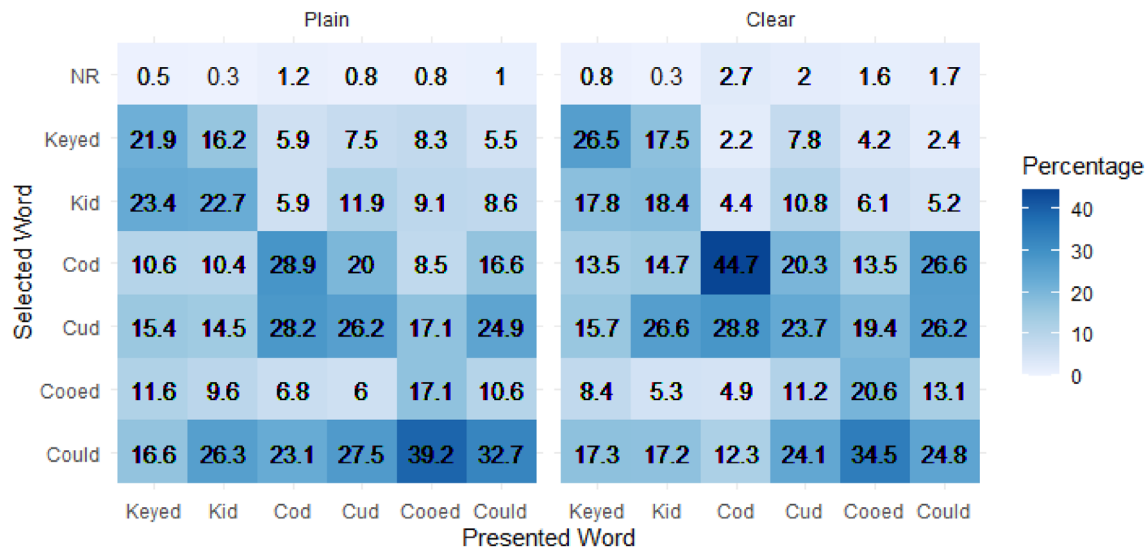 Plain Clear
NR 0.5 0.3 1.2 0.8 0.8 1 0.8 0.3 2.7 2 1.6 1.7
Keyed 21.9 16.2 5.9 7.5 8.3 5.5 26.5 17.5 2.2 7.8 4.2 2.4
Kid 23.4 22.7 5.9 11.9 9.1 8.6 17.8 18.4 4.4 10.8 6.1 5.2
Cod 10.6 10.4 28.9 20 8.5 16.6 13.5 14.7 44.7 20.3 13.5 26.6
Cud 15.4 14.5 28.2 26.2 17.1 24.9 15.7 26.6 28.8 23.7 19.4 26.2
Cooed 11.6 9.6 6.8 6 17.1 10.6 8.4 5.3 4.9 11.2 20.6 13.1
Could 16.6 26.3 23.1 27.5 39.2 32.7 17.3 17.2 12.3 24.1 34.5 24.8
Keyed Kid Cod Cud Cooed Could Keyed Kid Cod Cud Cooed Could
Presented Word
Selected Word
Percentage
40
30
20
10
0